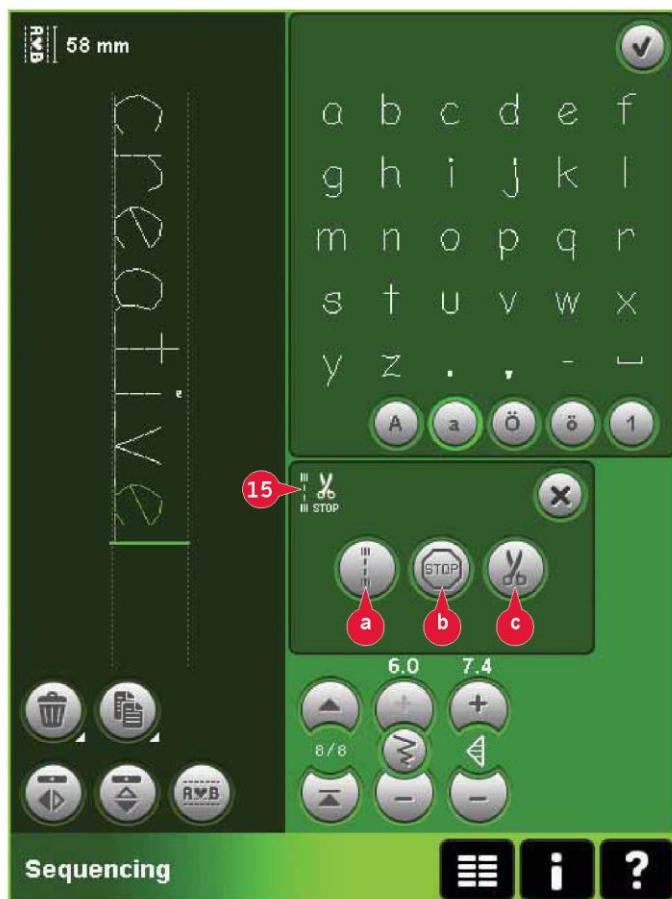 A♥B 58 mm
creative
a b c d e f
g h i j k l
m n o p q r
s t u v w x
y z . , - ⎵
A a Ö ö 1
15 STOP
STOP
a b c
6.0 7.4
8/8
A♥B
Sequencing
i ?